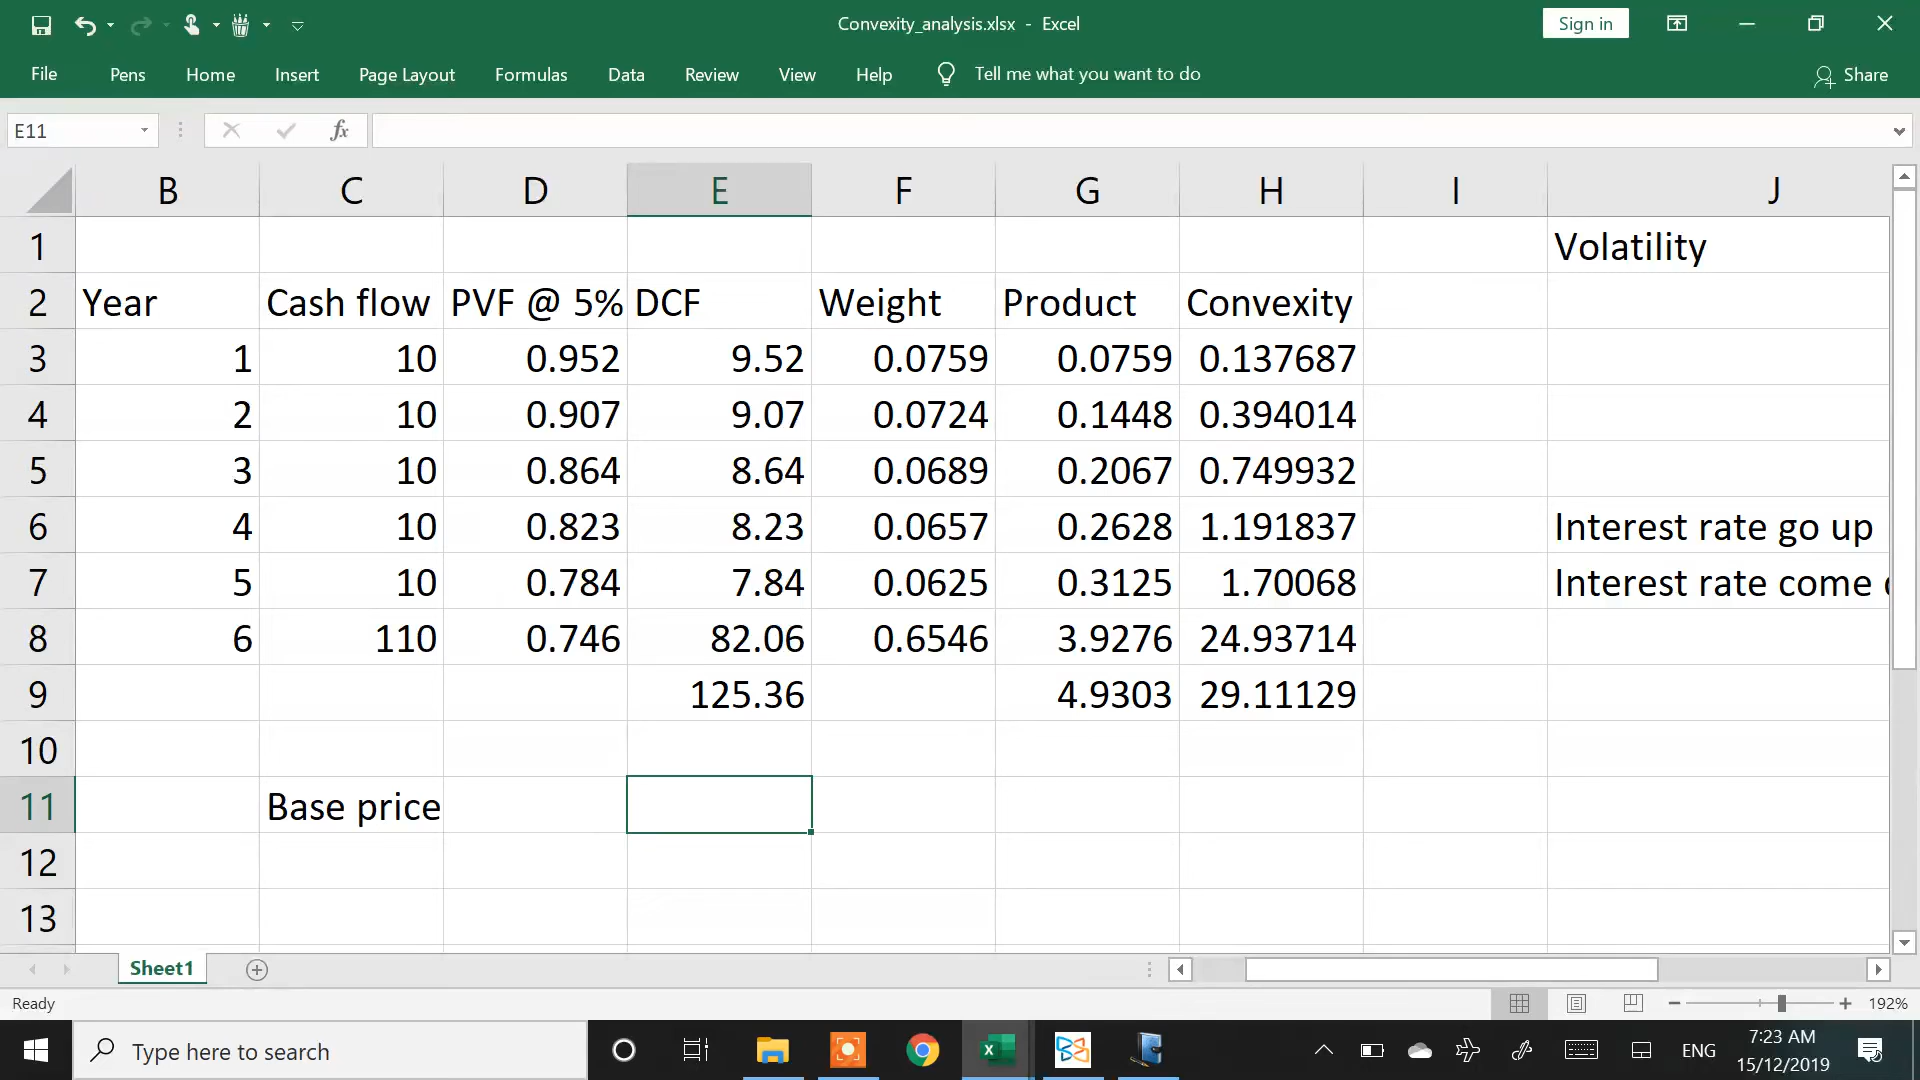 Convexity_analysis.xlsx - Excel
Sign in
File Pens Home Insert Page Layout Formulas Data Review View Help Tell me what you want to do Share
E11 fx
B C D E F G H I J
1 Volatility
2 Year Cash flow PVF @ 5% DCF Weight Product Convexity
3 1 10 0.952 9.52 0.0759 0.0759 0.137687
4 2 10 0.907 9.07 0.0724 0.1448 0.394014
5 3 10 0.864 8.64 0.0689 0.2067 0.749932
6 4 10 0.823 8.23 0.0657 0.2628 1.191837 Interest rate go up
7 5 10 0.784 7.84 0.0625 0.3125 1.70068 Interest rate come
8 6 110 0.746 82.06 0.6546 3.9276 24.93714
9 125.36 4.9303 29.11129
10
11 Base price
12
13
Sheet1
Ready 192%
Type here to search ENG 7:23 AM
15/12/2019